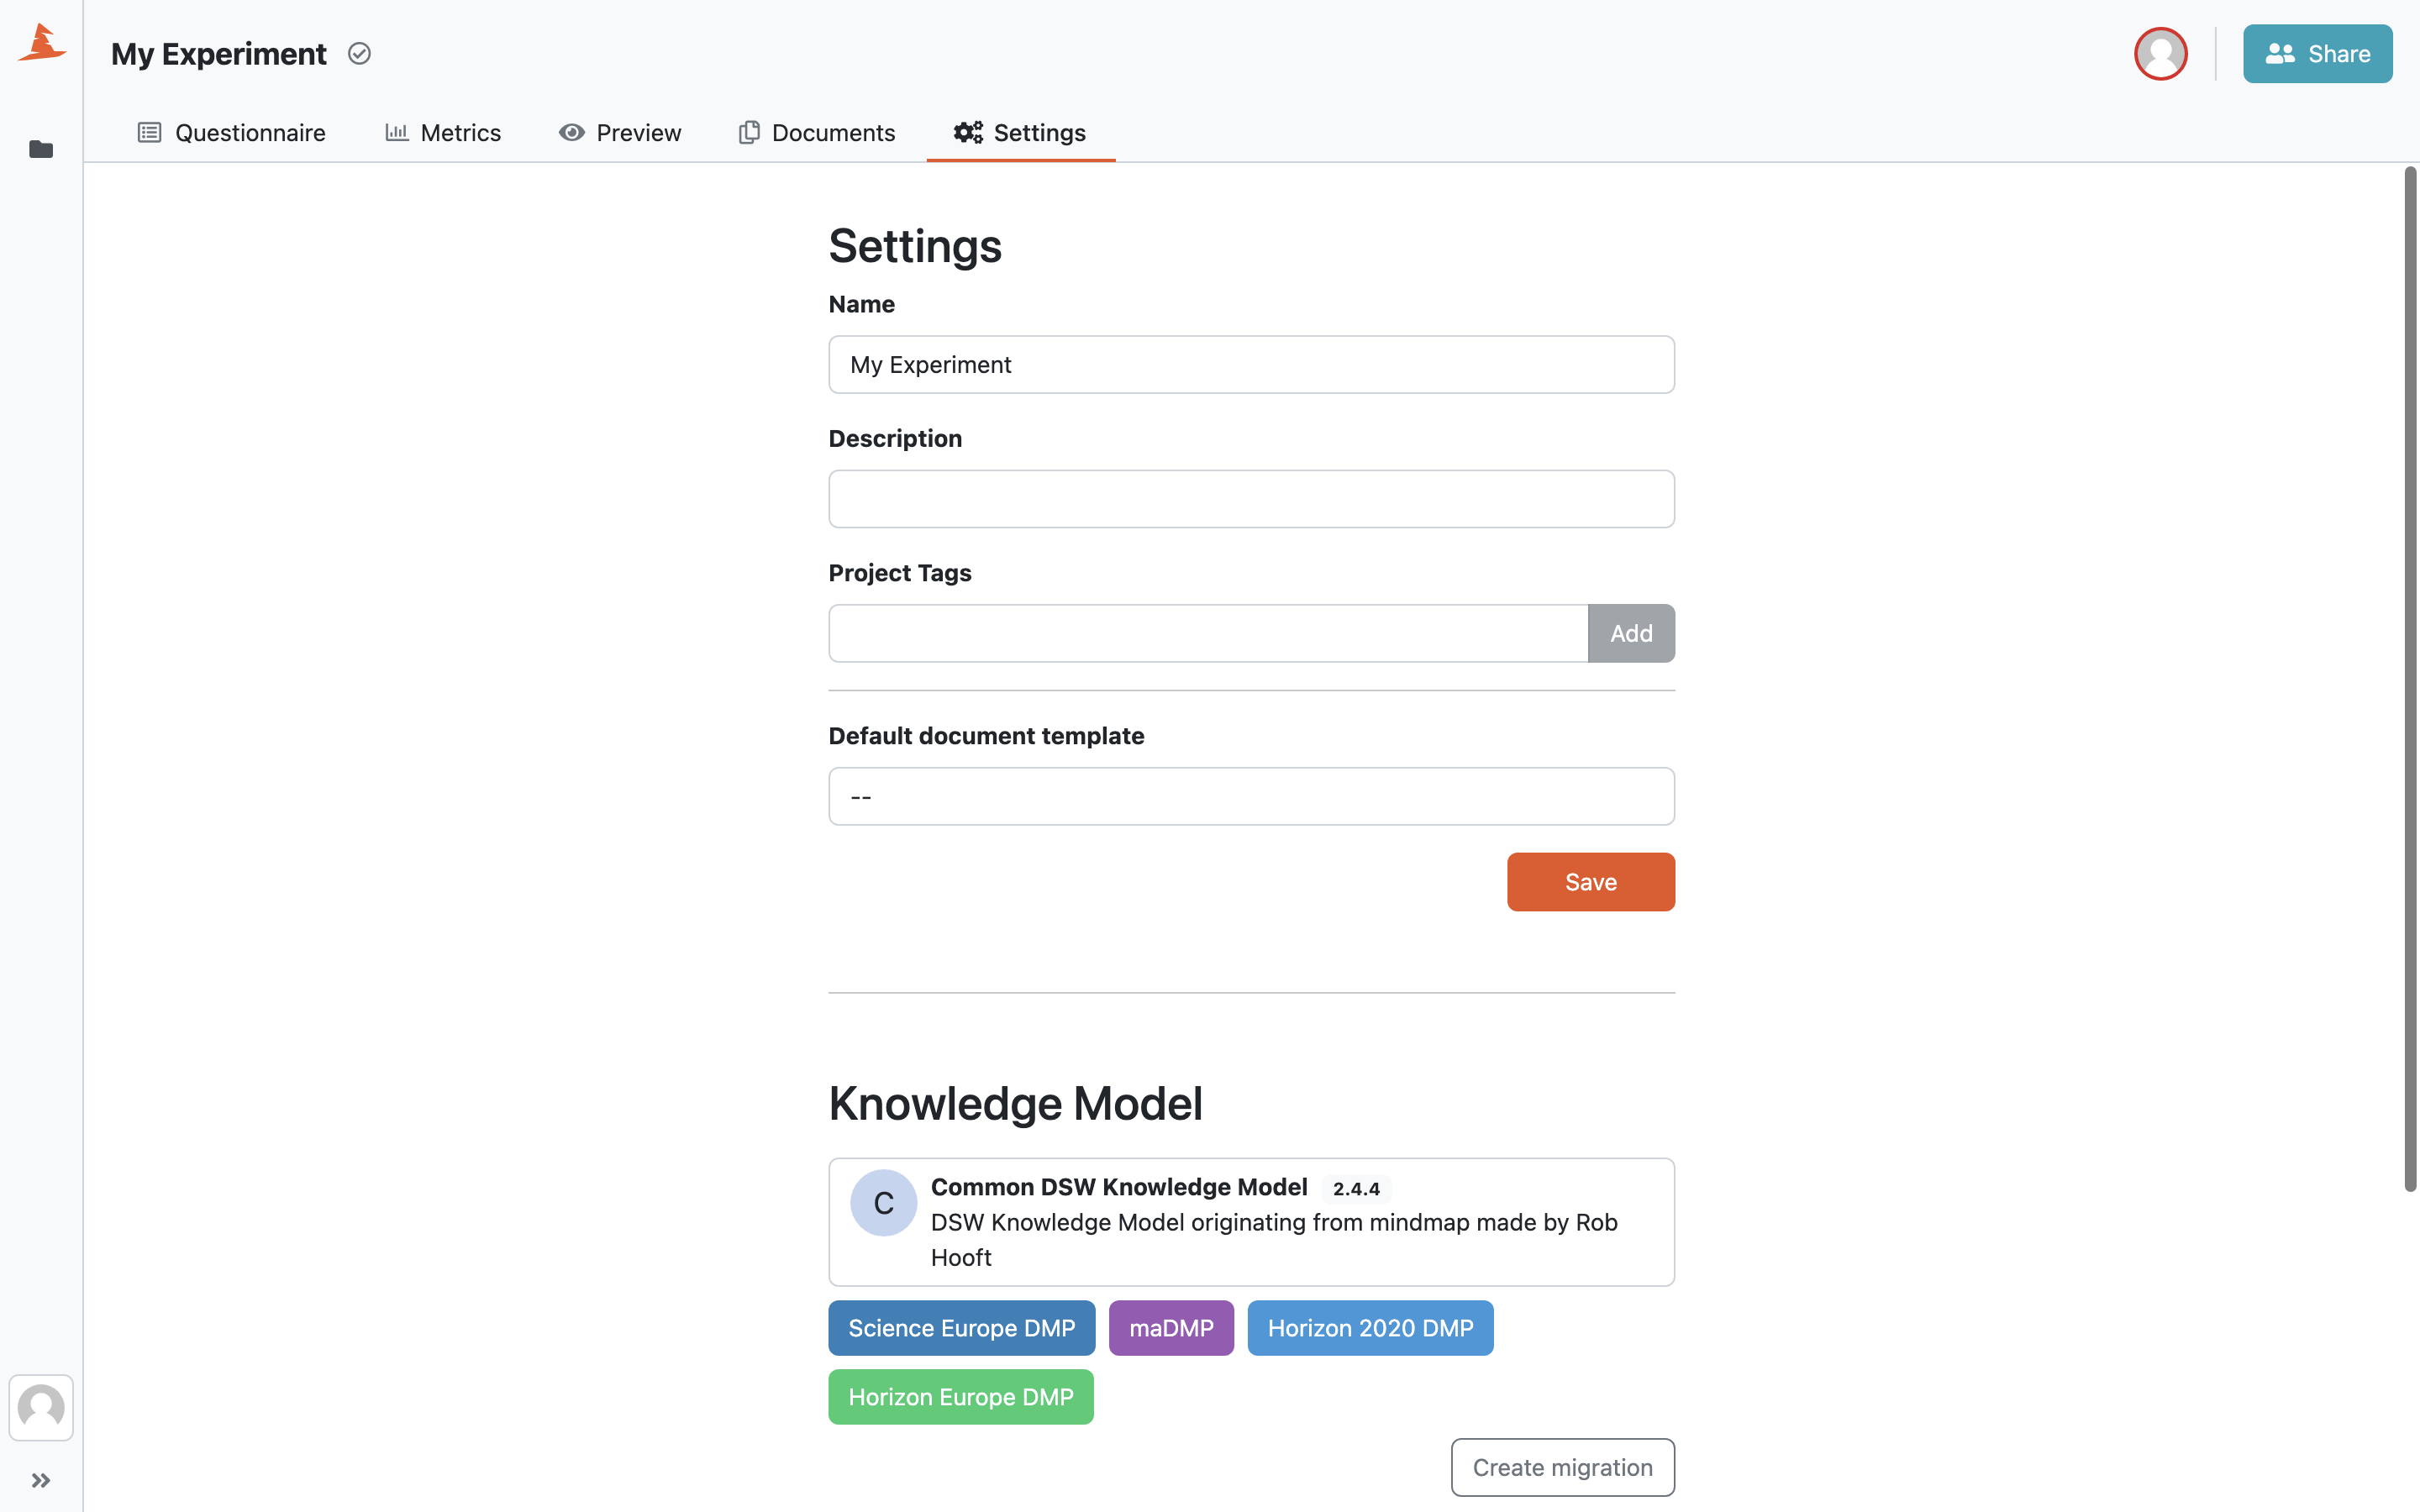 My Experiment
Share
Questionnaire
Metrics
Preview
Documents
Settings
Settings
Name
My Experiment
Description
Project Tags
Add
Default document template
--
Save
Knowledge Model
C
Common DSW Knowledge Model 2.4.4
DSW Knowledge Model originating from mindmap made by Rob
Hooft
Science Europe DMP
maDMP
Horizon 2020 DMP
Horizon Europe DMP
Create migration